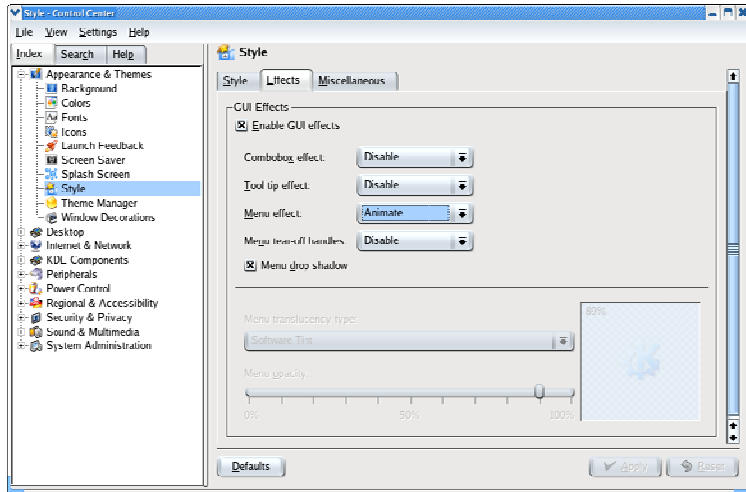 Style - Control Center
File View Settings Help
Index Search Help
Appearance & Themes
Background
Colors
Fonts
Icons
Launch Feedback
Screen Saver
Splash Screen
Style
Theme Manager
Window Decorations
Desktop
Internet & Network
KDE Components
Peripherals
Power Control
Regional & Accessibility
Security & Privacy
Sound & Multimedia
System Administration
Style
Style Effects Miscellaneous
GUI Effects
Enable GUI effects
Combobox effect: Disable
Tool tip effect: Disable
Menu effect: Animate
Menu tear-off handles: Disable
Menu drop shadow
Menu translucency type:
Software Tint
Menu opacity:
0% 50% 100%
89%
Defaults Apply Reset